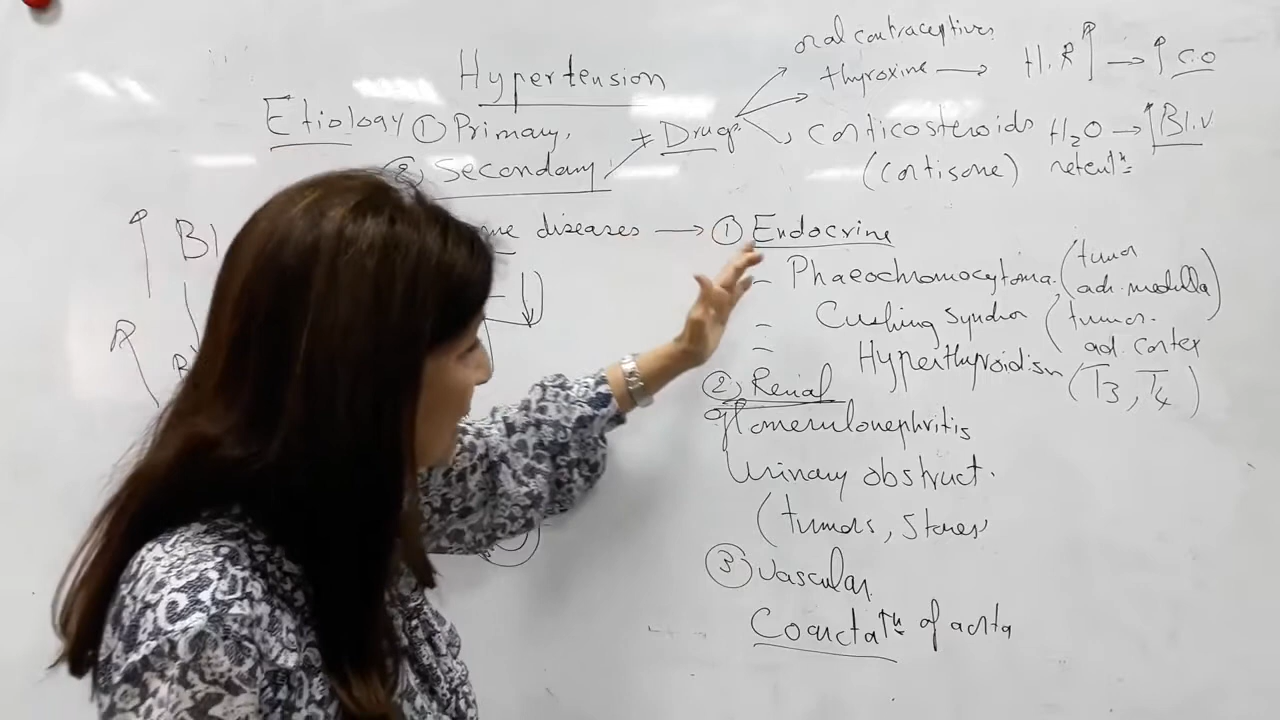 Hypertension
oral contraceptives
thyroxine → H.R ↑ → ↑ C.O
Etiology ① Primary,
+ Drugs
corticosteroids H₂O → ↑ Bl.v.
② Secondary
(cortisone) retent
diseases → ① Endocrine
↑ Bl
- Phaeochromocytoma (tumor
ad. medulla)
= Cushing Syndrom (tumor.
ad. cortex
= Hyperthyroidism (T3, T4)
② Renal
glomerulonephritis
Urinary obstruct.
(tumors, stones
③ Vascular
Coarctat of aorta